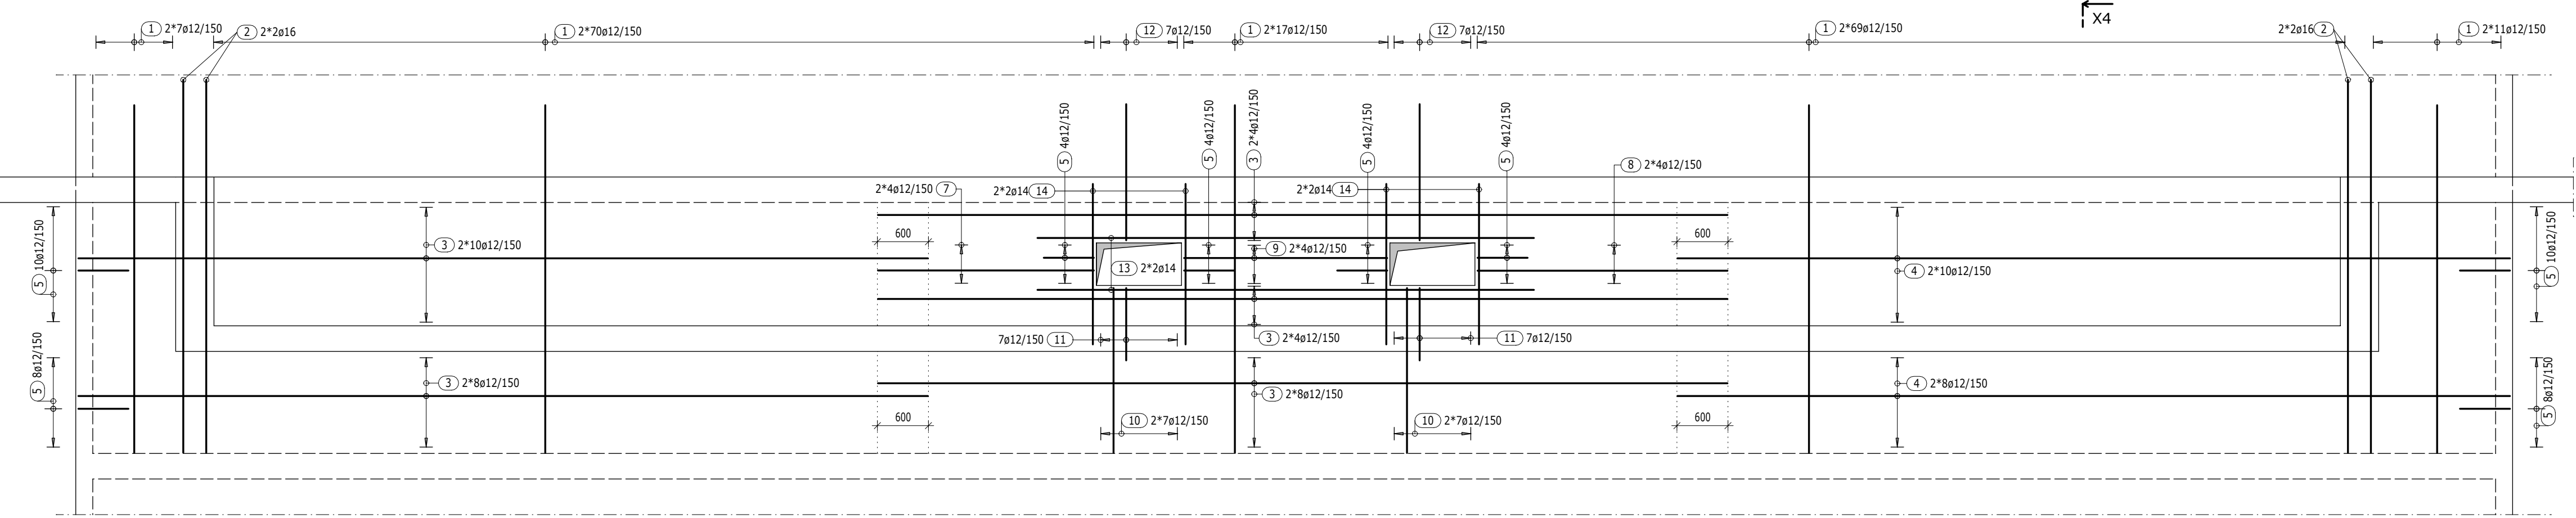 X4
1 2*7ø12/150
2 2*2ø16
1 2*70ø12/150
12 7ø12/150
1 2*17ø12/150
12 7ø12/150
1 2*69ø12/150
2*2ø16 2
1 2*11ø12/150
5 4ø12/150
5 4ø12/150
3 2*4ø12/150
5 4ø12/150
5 4ø12/150
8 2*4ø12/150
2*4ø12/150 7
2*2ø14 14
2*2ø14 14
5 10ø12/150
3 2*10ø12/150
600
13 2*2ø14
9 2*4ø12/150
600
4 2*10ø12/150
5 10ø12/150
7ø12/150 11
3 2*4ø12/150
11 7ø12/150
5 8ø12/150
3 2*8ø12/150
600
10 2*7ø12/150
3 2*8ø12/150
10 2*7ø12/150
600
4 2*8ø12/150
5 8ø12/150